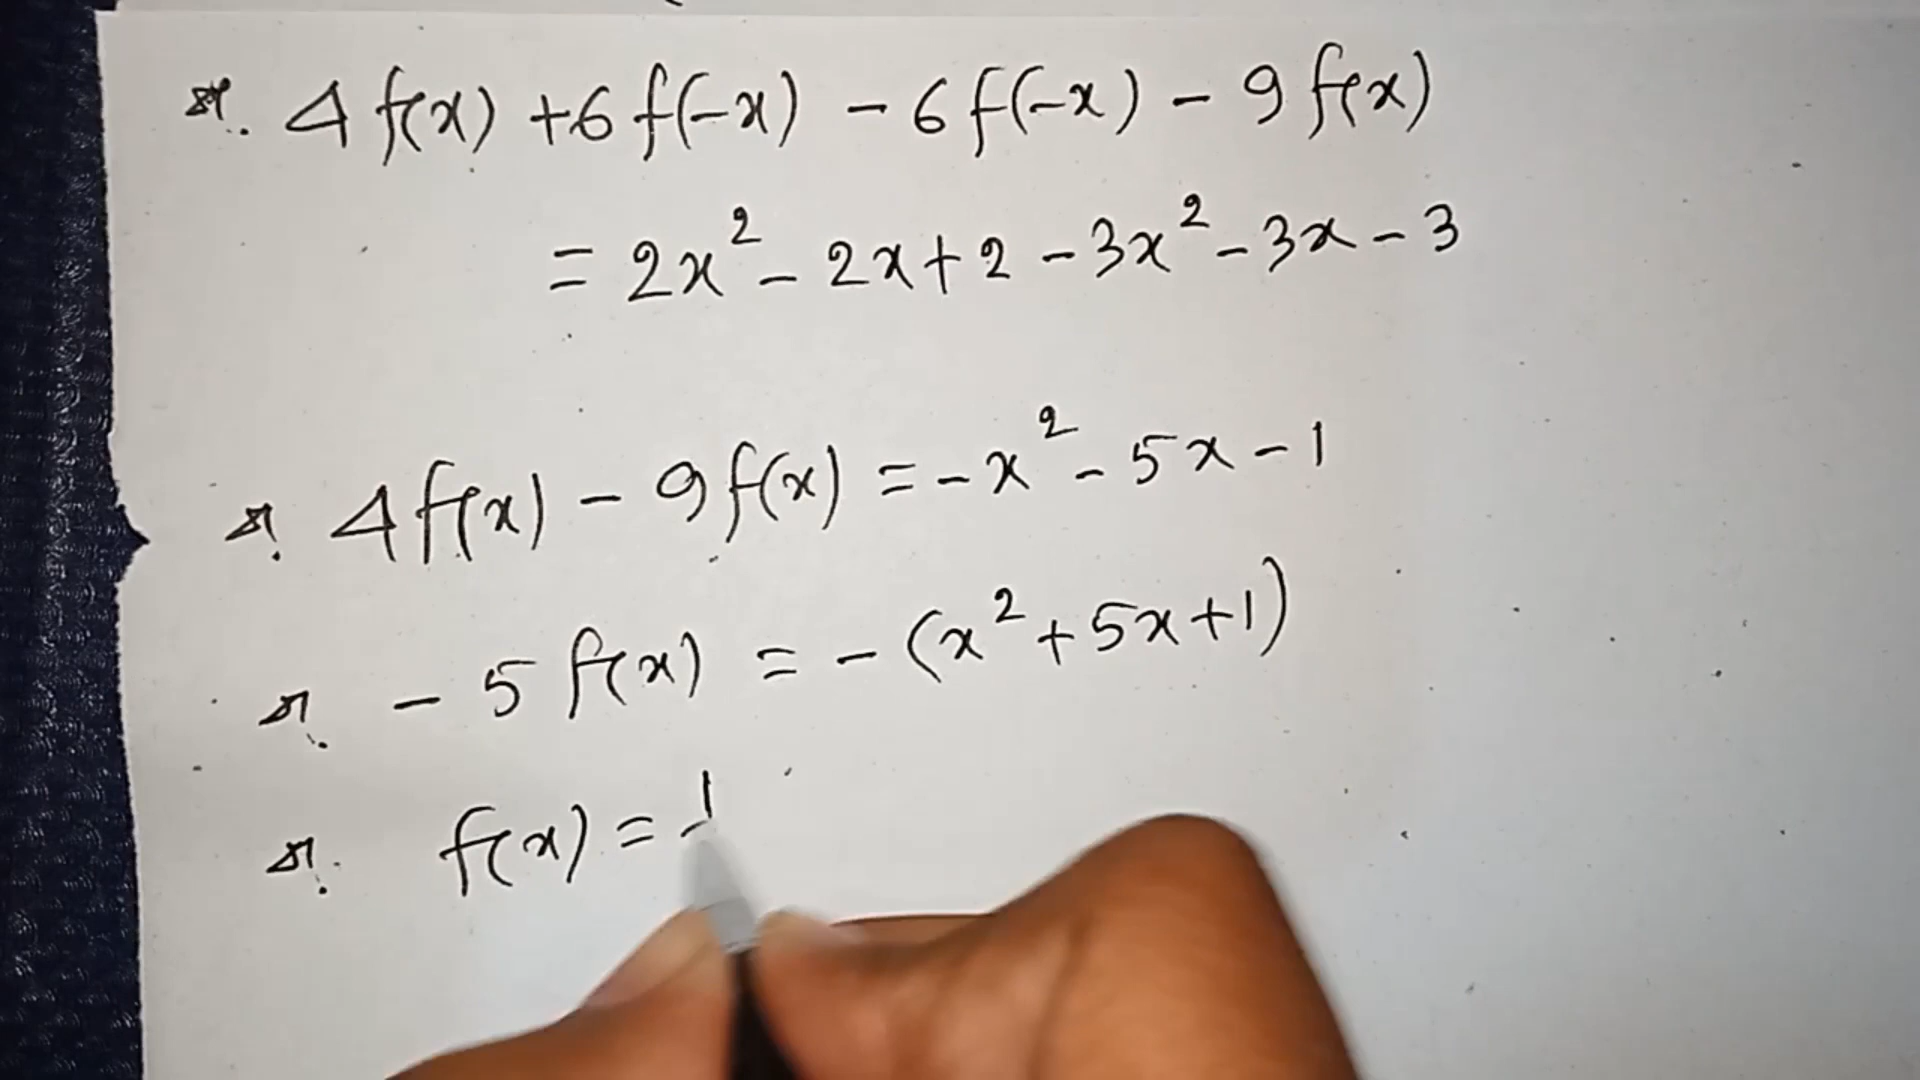 বা. 4f(x) + 6f(-x) - 6f(-x) - 9f(x)
= 2x² - 2x + 2 - 3x² - 3x - 3
বা, 4f(x) - 9f(x) = -x² - 5x - 1
বা, -5f(x) = -(x² + 5x + 1)
বা, f(x) = 1